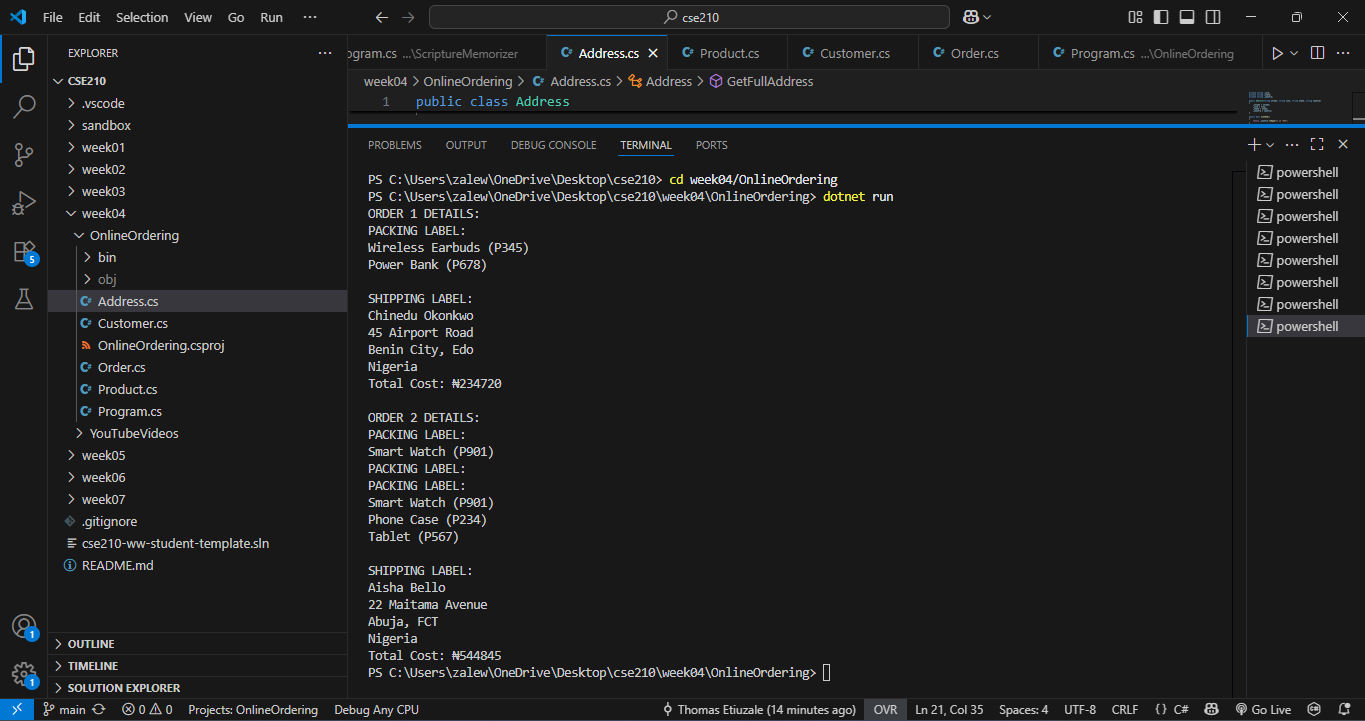 File Edit Selection View Go Run ··· cse210
EXPLORER ···
CSE210
.vscode
sandbox
week01
week02
week03
week04
OnlineOrdering
bin
obj
Address.cs
Customer.cs
OnlineOrdering.csproj
Order.cs
Product.cs
Program.cs
YouTubeVideos
week05
week06
week07
.gitignore
cse210-ww-student-template.sln
README.md
OUTLINE
TIMELINE
SOLUTION EXPLORER
5
1
1
ogram.cs ...\ScriptureMemorizer Address.cs Product.cs Customer.cs Order.cs Program.cs ...\OnlineOrdering
week04 > OnlineOrdering > Address.cs > Address > GetFullAddress
1 public class Address
PROBLEMS OUTPUT DEBUG CONSOLE TERMINAL PORTS
PS C:\Users\zalew\OneDrive\Desktop\cse210> cd week04/OnlineOrdering
PS C:\Users\zalew\OneDrive\Desktop\cse210\week04\OnlineOrdering> dotnet run
ORDER 1 DETAILS:
PACKING LABEL:
Wireless Earbuds (P345)
Power Bank (P678)
SHIPPING LABEL:
Chinedu Okonkwo
45 Airport Road
Benin City, Edo
Nigeria
Total Cost: ₦234720
ORDER 2 DETAILS:
PACKING LABEL:
Smart Watch (P901)
PACKING LABEL:
PACKING LABEL:
Smart Watch (P901)
Phone Case (P234)
Tablet (P567)
SHIPPING LABEL:
Aisha Bello
22 Maitama Avenue
Abuja, FCT
Nigeria
Total Cost: ₦544845
PS C:\Users\zalew\OneDrive\Desktop\cse210\week04\OnlineOrdering>
powershell
powershell
powershell
powershell
powershell
powershell
powershell
powershell
main 0 0 Projects: OnlineOrdering Debug Any CPU Thomas Etiuzale (14 minutes ago) OVR Ln 21, Col 35 Spaces: 4 UTF-8 CRLF {} C# Go Live